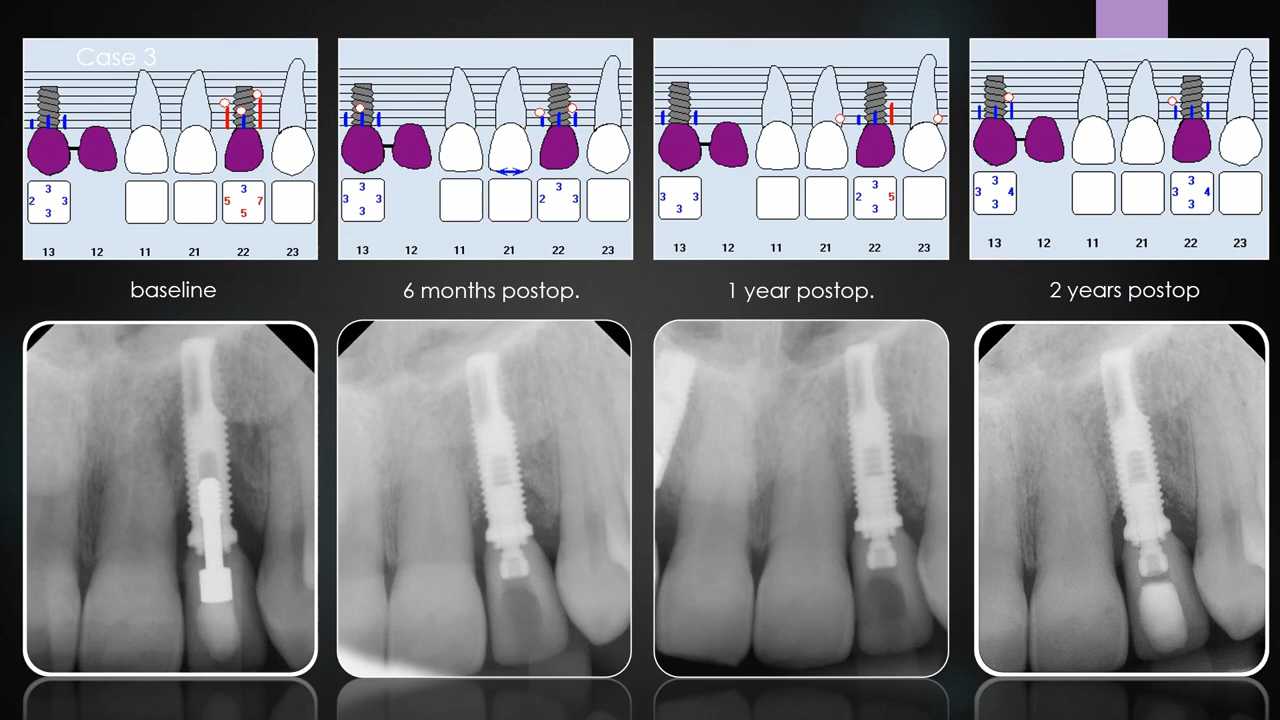 Case 3
3
2 3
3
3
5 7
5
13 12 11 21 22 23
3
3 3
3
3
2 3
13 12 11 21 22 23
3 3
3
3
2 5
3
13 12 11 21 22 23
3
3 4
3
3
3 4
3
13 12 11 21 22 23
baseline
6 months postop.
1 year postop.
2 years postop